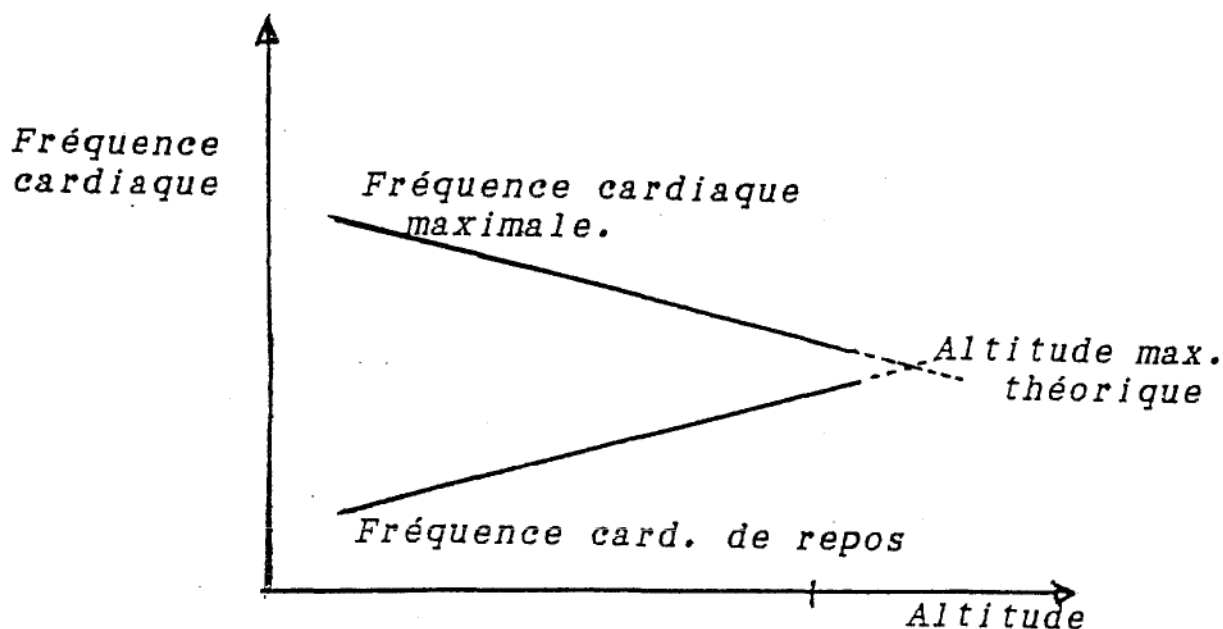 Fréquence
cardiaque
Fréquence cardiaque
maximale.
Altitude max.
théorique
Fréquence card. de repos
Altitude